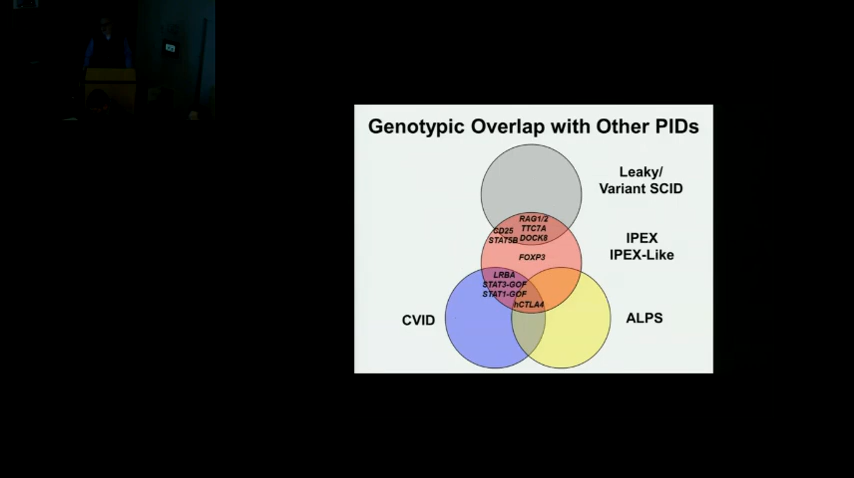 Genotypic Overlap with Other PIDs
Leaky/
Variant SCID
RAG1/2
TTC7A
DOCK8
CD25
STAT5B
IPEX
IPEX-Like
FOXP3
LRBA
STAT3-GOF
STAT1-GOF
hCTLA4
CVID
ALPS